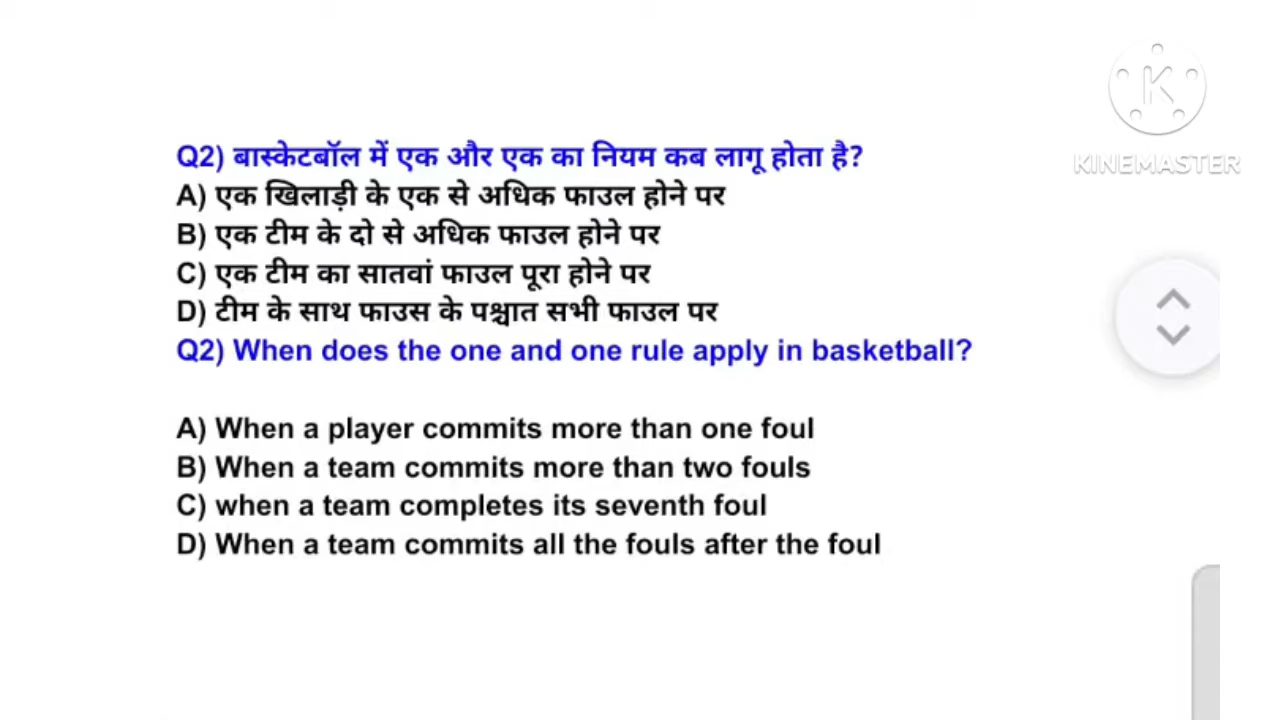 Q2) बास्केटबॉल में एक और एक का नियम कब लागू होता है?
A) एक खिलाड़ी के एक से अधिक फाउल होने पर
B) एक टीम के दो से अधिक फाउल होने पर
C) एक टीम का सातवां फाउल पूरा होने पर
D) टीम के साथ फाउस के पश्चात सभी फाउल पर
Q2) When does the one and one rule apply in basketball?
A) When a player commits more than one foul
B) When a team commits more than two fouls
C) when a team completes its seventh foul
D) When a team commits all the fouls after the foul
K
KINEMASTER